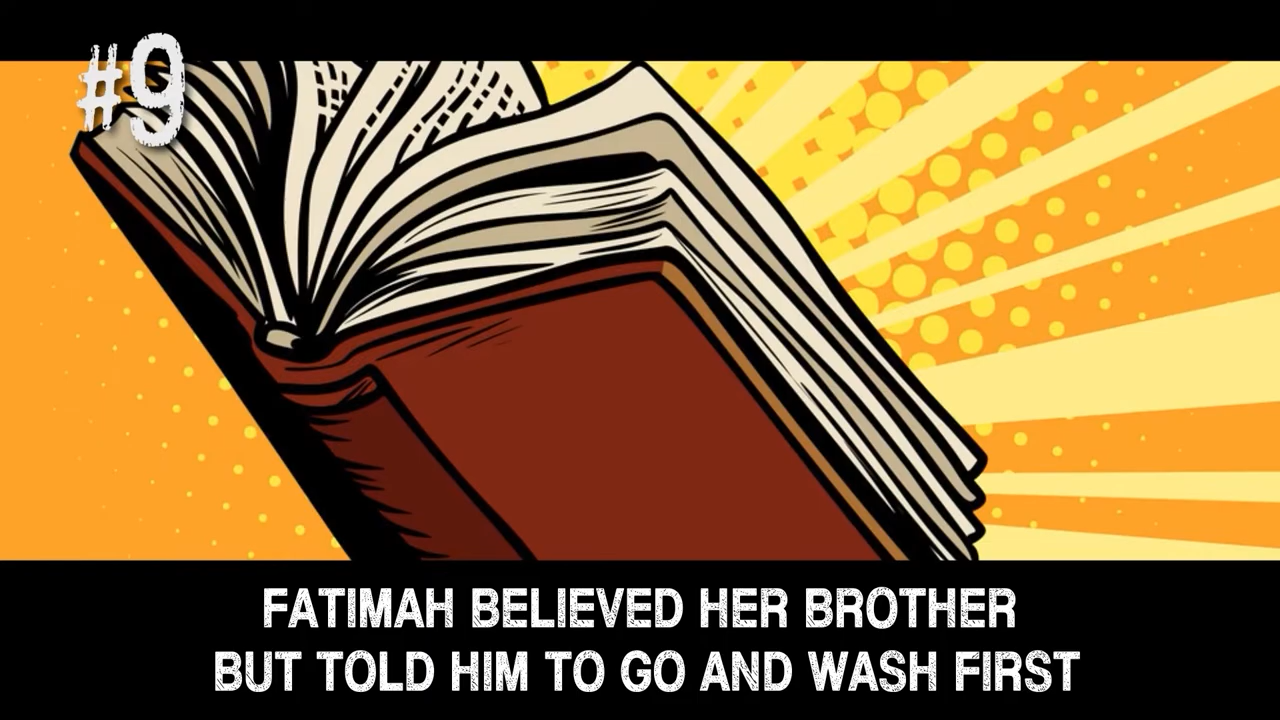 #9
FATIMAH BELIEVED HER BROTHER
BUT TOLD HIM TO GO AND WASH FIRST